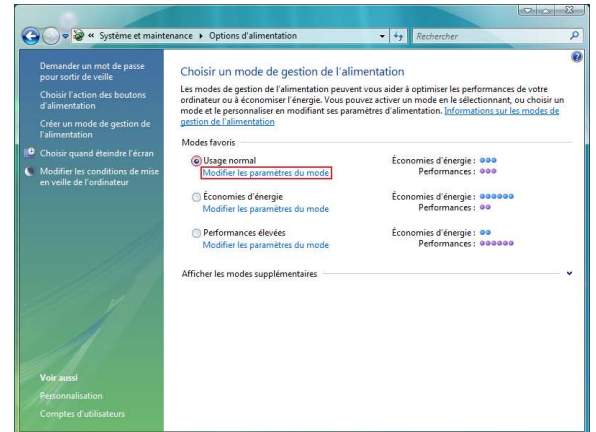 « Système et maintenance ▸ Options d'alimentation
Rechercher
Demander un mot de passe
pour sortir de veille
Choisir l'action des boutons
d'alimentation
Créer un mode de gestion de
l'alimentation
Choisir quand éteindre l'écran
Modifier les conditions de mise
en veille de l'ordinateur
Voir aussi
Personnalisation
Comptes d'utilisateurs
Choisir un mode de gestion de l'alimentation
Les modes de gestion de l'alimentation peuvent vous aider à optimiser les performances de votre
ordinateur ou à économiser l'énergie. Vous pouvez activer un mode en le sélectionnant, ou choisir un
mode et le personnaliser en modifiant ses paramètres d'alimentation. Informations sur les modes de
gestion de l'alimentation
Modes favoris
Usage normal Économies d'énergie :
Modifier les paramètres du mode Performances :
Économies d'énergie Économies d'énergie :
Modifier les paramètres du mode Performances :
Performances élevées Économies d'énergie :
Modifier les paramètres du mode Performances :
Afficher les modes supplémentaires